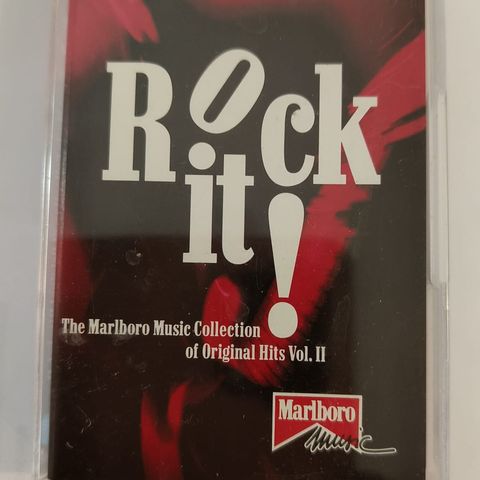 Rock
it!
The Marlboro Music Collection
of Original Hits Vol. II
Marlboro
Music